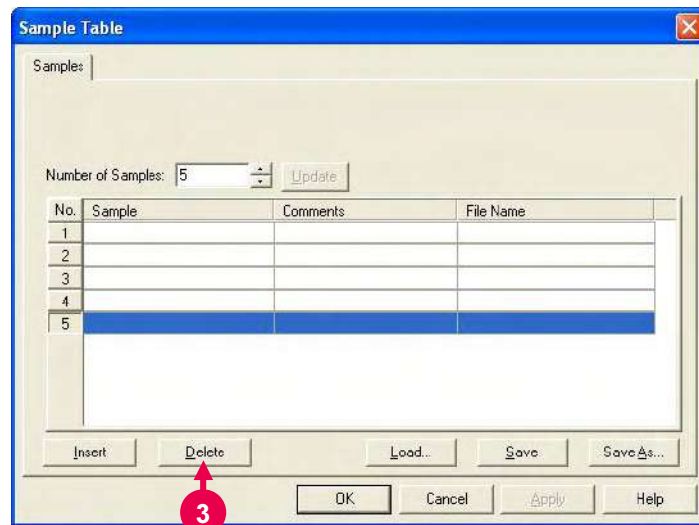 Sample Table
Samples
Number of Samples: 5 Update
No. Sample Comments File Name
1
2
3
4
5
Insert Delete Load... Save Save As...
3
OK Cancel Apply Help